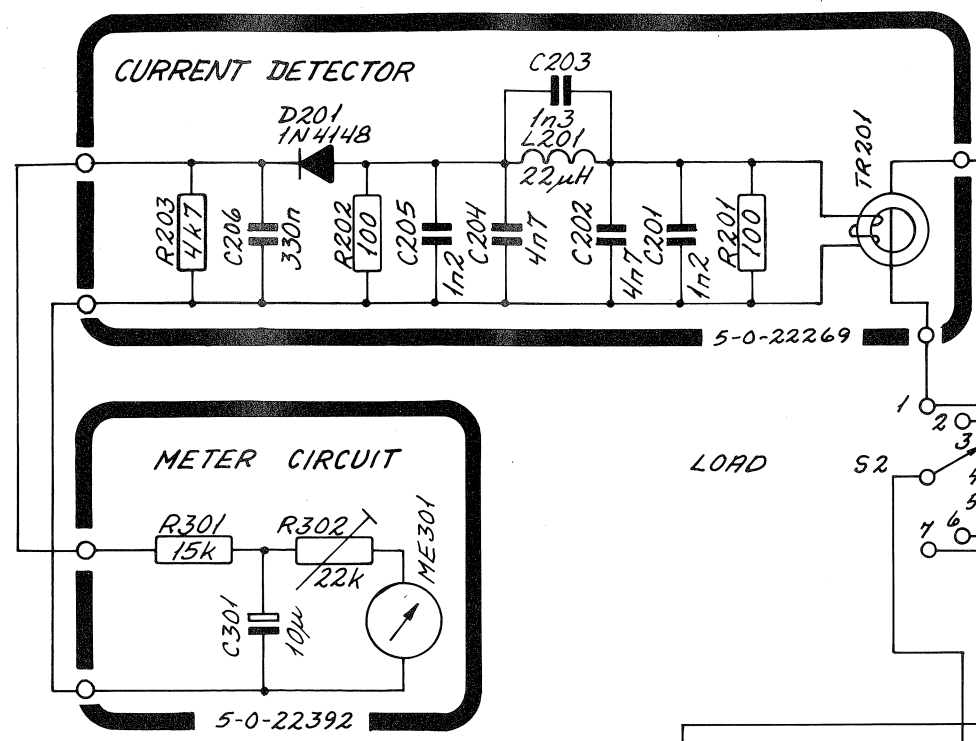 CURRENT DETECTOR
C203
1n3
D201
1N4148
L201
22µH
TR201
R203
4k7
C206
330n
R202
100
C205
1n2
C204
4n7
C202
4n7
C201
1n2
R201
100
5-0-22269
METER CIRCUIT
R301
15k
R302
22k
ME301
C301
10µ
5-0-22392
LOAD
S2
1
2
3
4
5
6
7